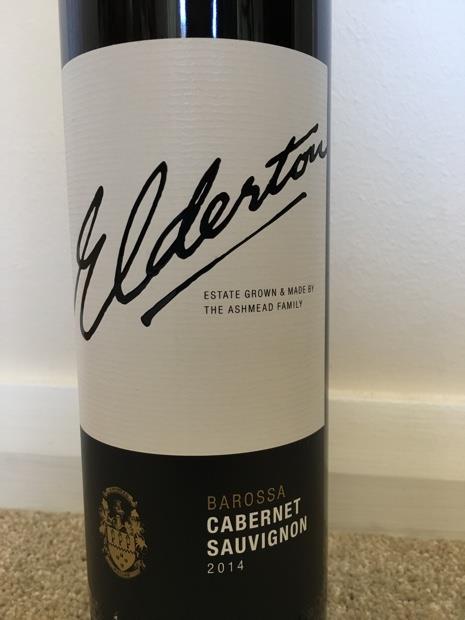 Elderton
ESTATE GROWN & MADE BY
THE ASHMEAD FAMILY
BAROSSA
CABERNET
SAUVIGNON
2014